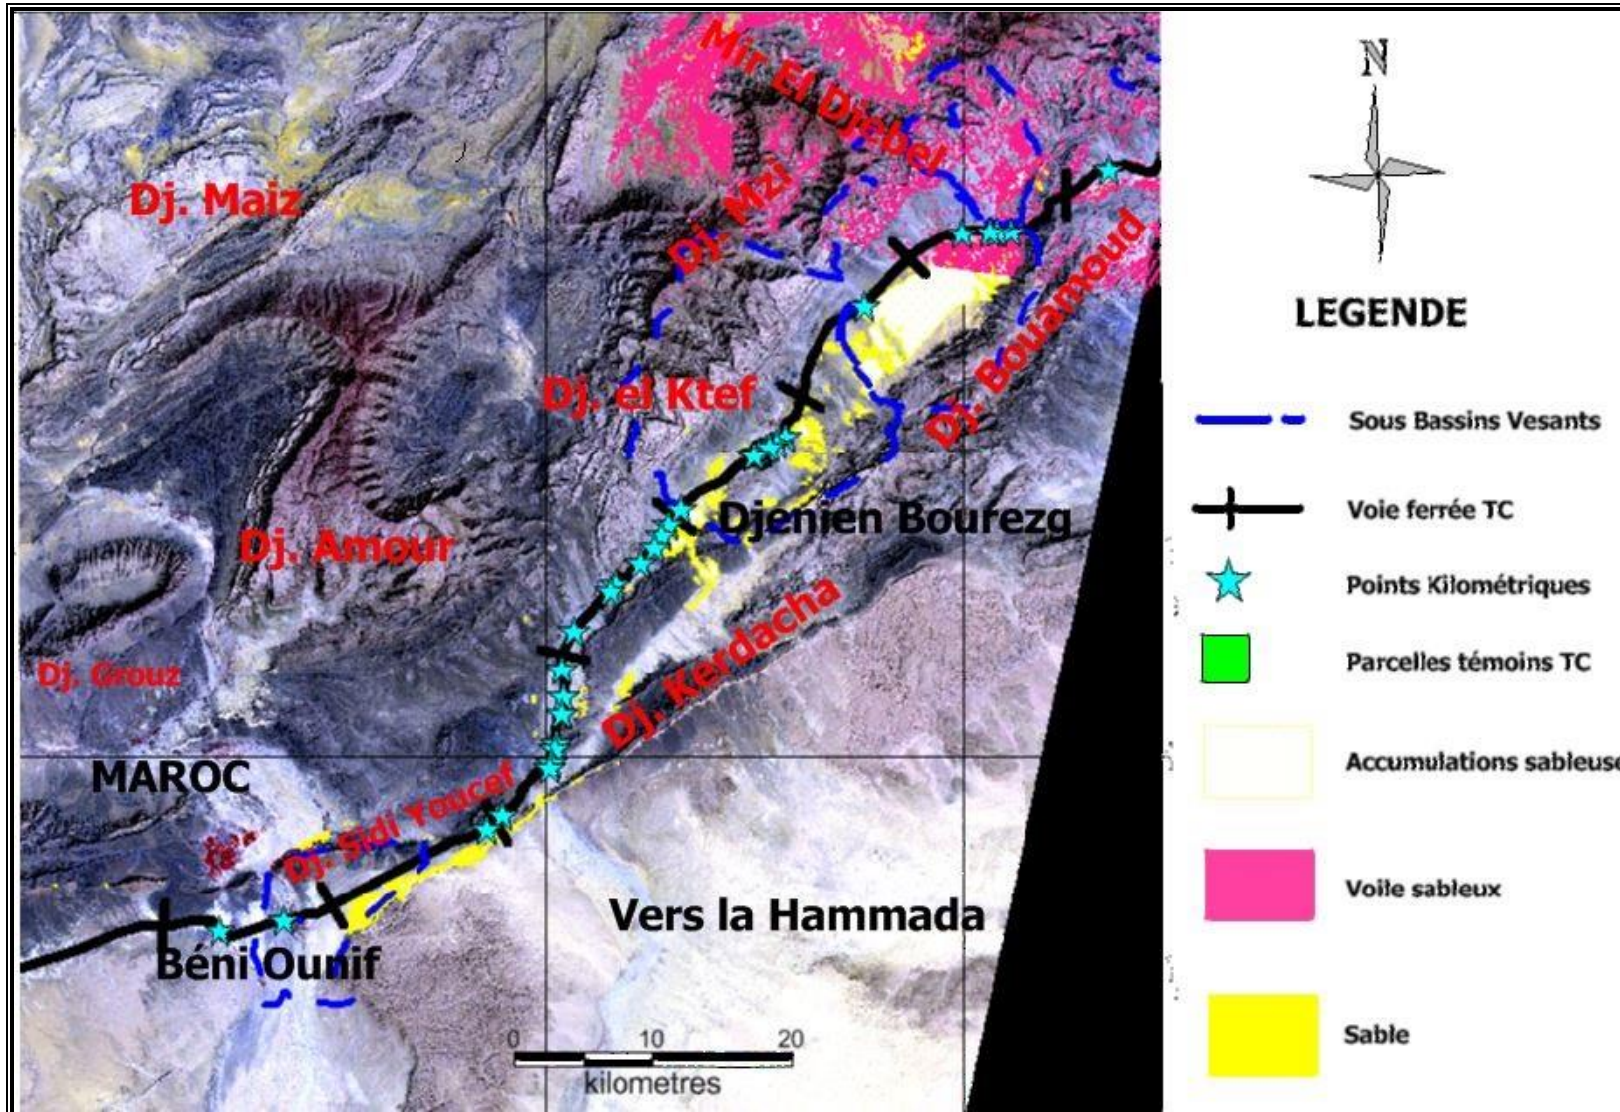 Mir El Djebel
Dj. Maiz
Dj. Mzi
Dj. Bouamoud
Dj. el Ktef
Djenien Bourezg
Dj. Amour
Dj. Kerdacha
Dj. Grouz
MAROC
Dj. Sidi Youcef
Vers la Hammada
Béni Ounif
0 10 20
kilometres
N
LEGENDE
Sous Bassins Vesants
Voie ferrée TC
Points Kilométriques
Parcelles témoins TC
Accumulations sableuse
Voile sableux
Sable